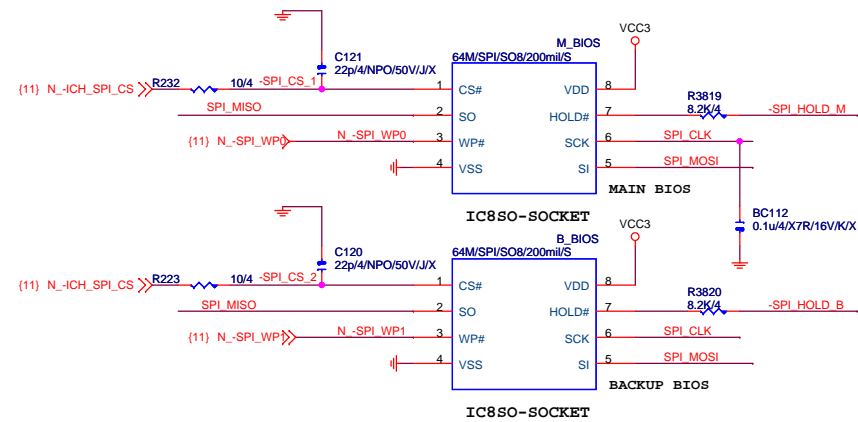 VCC3
M_BIOS
C121
22p/4/NPO/50V/J/X
64M/SPI/SO8/200mil/S
{11} N_-ICH_SPI_CS
R232
10/4
-SPI_CS_1
1
CS#
VDD
8
R3819
8.2K/4
SPI_MISO
2
SO
HOLD#
7
-SPI_HOLD_M
{11} N_-SPI_WP0
N_-SPI_WP0
3
WP#
SCK
6
SPI_CLK
4
VSS
SI
5
SPI_MOSI
MAIN BIOS
IC8SO-SOCKET
BC112
0.1u/4/X7R/16V/K/X
VCC3
B_BIOS
C120
22p/4/NPO/50V/J/X
64M/SPI/SO8/200mil/S
{11} N_-ICH_SPI_CS
R223
10/4
-SPI_CS_2
1
CS#
VDD
8
R3820
8.2K/4
SPI_MISO
2
SO
HOLD#
7
-SPI_HOLD_B
{11} N_-SPI_WP1
N_-SPI_WP1
3
WP#
SCK
6
SPI_CLK
4
VSS
SI
5
SPI_MOSI
BACKUP BIOS
IC8SO-SOCKET